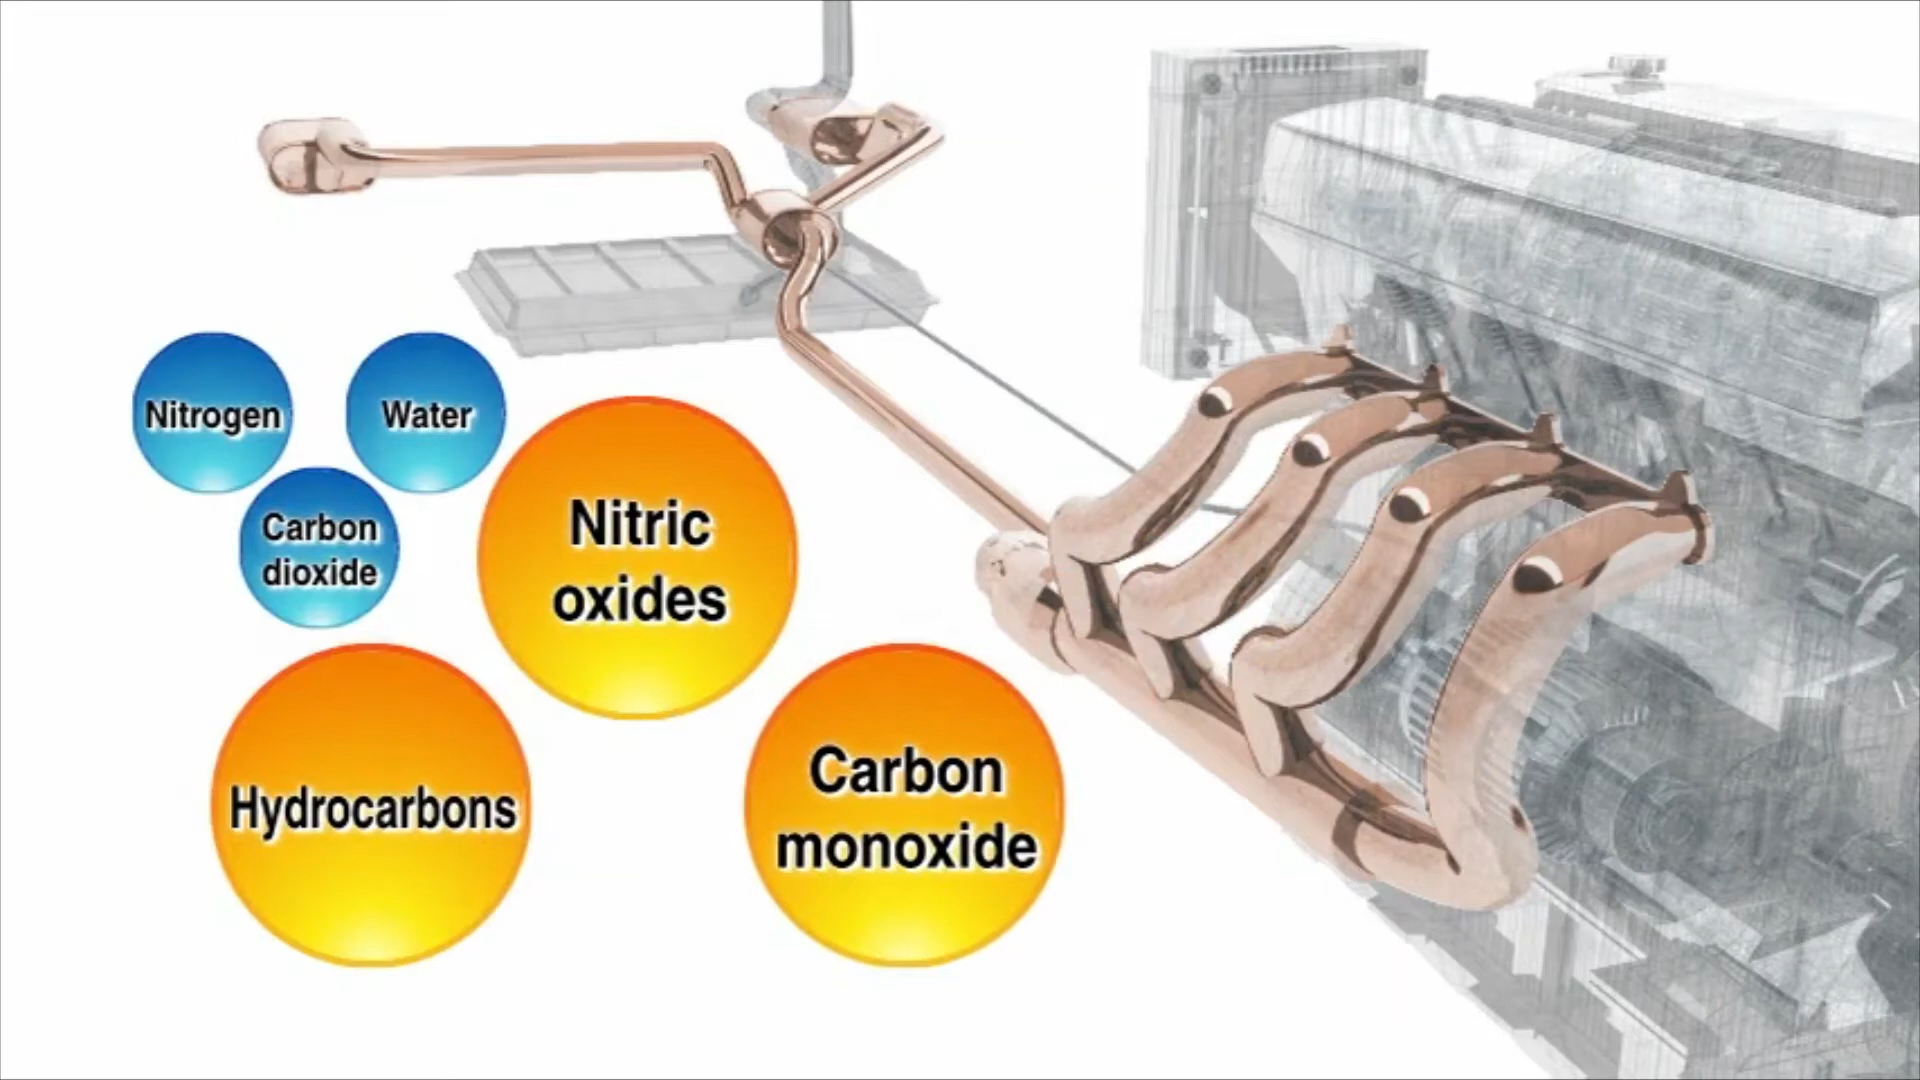 Nitrogen
Water
Carbon
dioxide
Nitric
oxides
Hydrocarbons
Carbon
monoxide